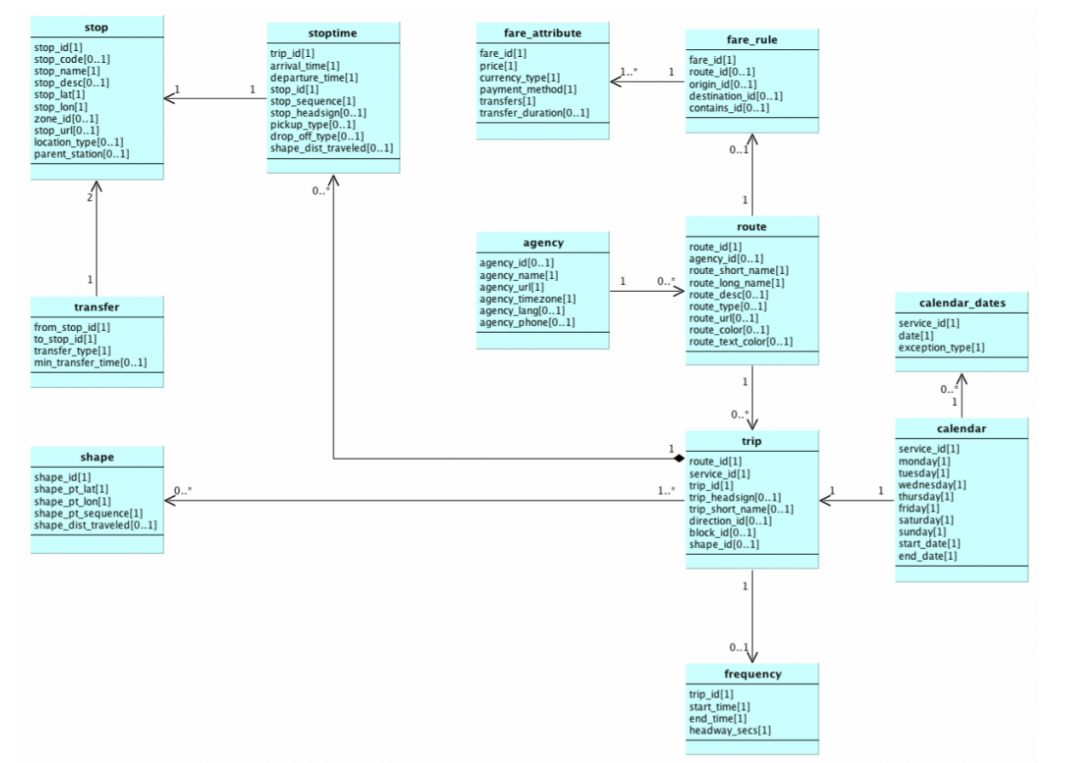 stop
stop_id[1]
stop_code[0..1]
stop_name[1]
stop_desc[0..1]
stop_lat[1]
stop_lon[1]
zone_id[0..1]
stop_url[0..1]
location_type[0..1]
parent_station[0..1]
1
1
stoptime
trip_id[1]
arrival_time[1]
departure_time[1]
stop_id[1]
stop_sequence[1]
stop_headsign[0..1]
pickup_type[0..1]
drop_off_type[0..1]
shape_dist_traveled[0..1]
0..*
fare_attribute
fare_id[1]
price[1]
currency_type[1]
payment_method[1]
transfers[1]
transfer_duration[0..1]
1..*
1
fare_rule
fare_id[1]
route_id[0..1]
origin_id[0..1]
destination_id[0..1]
contains_id[0..1]
0..1
1
2
1
transfer
from_stop_id[1]
to_stop_id[1]
transfer_type[1]
min_transfer_time[0..1]
agency
agency_id[0..1]
agency_name[1]
agency_url[1]
agency_timezone[1]
agency_lang[0..1]
agency_phone[0..1]
1
0..*
route
route_id[1]
agency_id[0..1]
route_short_name[1]
route_long_name[1]
route_desc[0..1]
route_type[0..1]
route_url[0..1]
route_color[0..1]
route_text_color[0..1]
1
0..*
calendar_dates
service_id[1]
date[1]
exception_type[1]
0..*
1
shape
shape_id[1]
shape_pt_lat[1]
shape_pt_lon[1]
shape_pt_sequence[1]
shape_dist_traveled[0..1]
0..*
1..*
1
trip
route_id[1]
service_id[1]
trip_id[1]
trip_headsign[0..1]
trip_short_name[0..1]
direction_id[0..1]
block_id[0..1]
shape_id[0..1]
1
1
calendar
service_id[1]
monday[1]
tuesday[1]
wednesday[1]
thursday[1]
friday[1]
saturday[1]
sunday[1]
start_date[1]
end_date[1]
1
0..1
frequency
trip_id[1]
start_time[1]
end_time[1]
headway_secs[1]